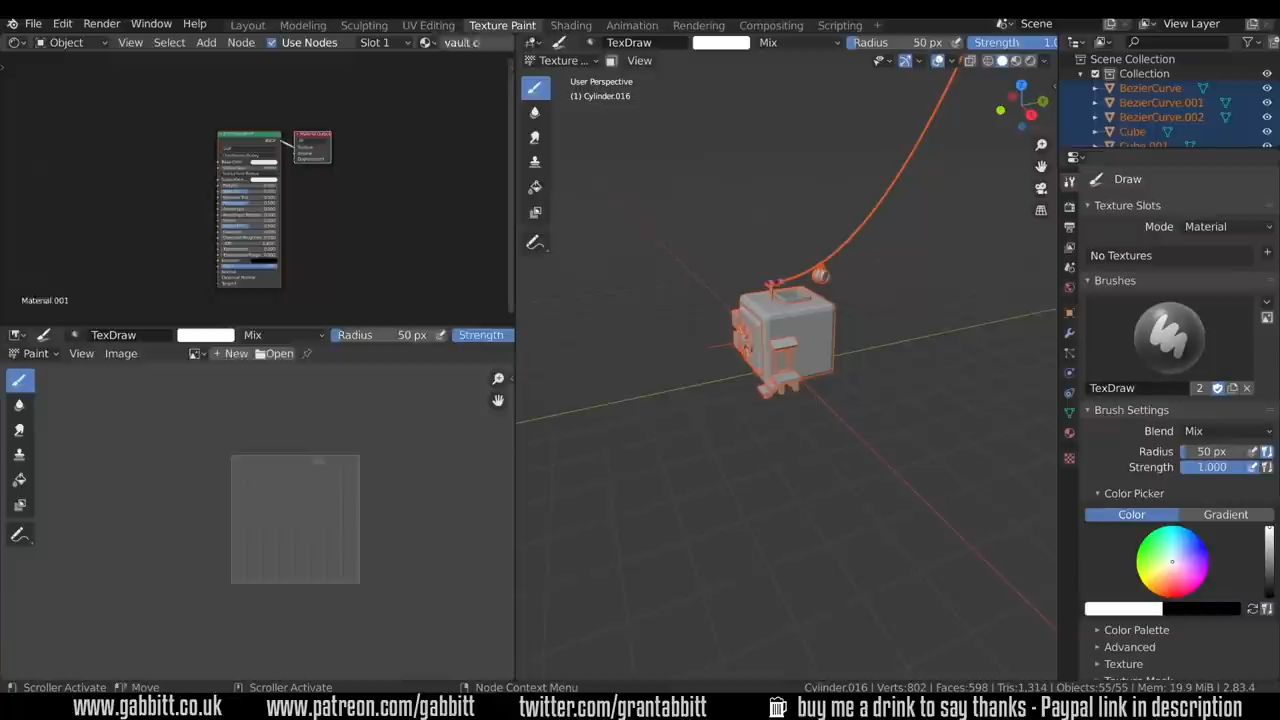 File Edit Render Window Help
Layout Modeling Sculpting UV Editing Texture Paint Shading Animation Rendering Compositing Scripting +
Scene
View Layer
Object View Select Add Node Use Nodes Slot 1 vault c
TexDraw Mix Radius 50 px Strength 1.0
Texture ... View
User Perspective
(1) Cylinder.016
Material.001
TexDraw Mix Radius 50 px Strength
Paint View Image + New Open
Scene Collection
Collection
BezierCurve
BezierCurve.001
BezierCurve.002
Cube
Cube.001
Draw
Texture Slots
Mode Material
No Textures
Brushes
TexDraw 2
Brush Settings
Blend Mix
Radius 50 px
Strength 1.000
Color Picker
Color Gradient
Color Palette
Advanced
Texture
Texture Mask
Scroller Activate Move Scroller Activate Node Context Menu
Cylinder.016 | Verts:802 | Faces:598 | Tris:1,314 | Objects:55/55 | Mem: 19.9 MiB | 2.83.4
www.gabbitt.co.uk www.patreon.com/gabbitt twitter.com/grantabbitt buy me a drink to say thanks - Paypal link in description